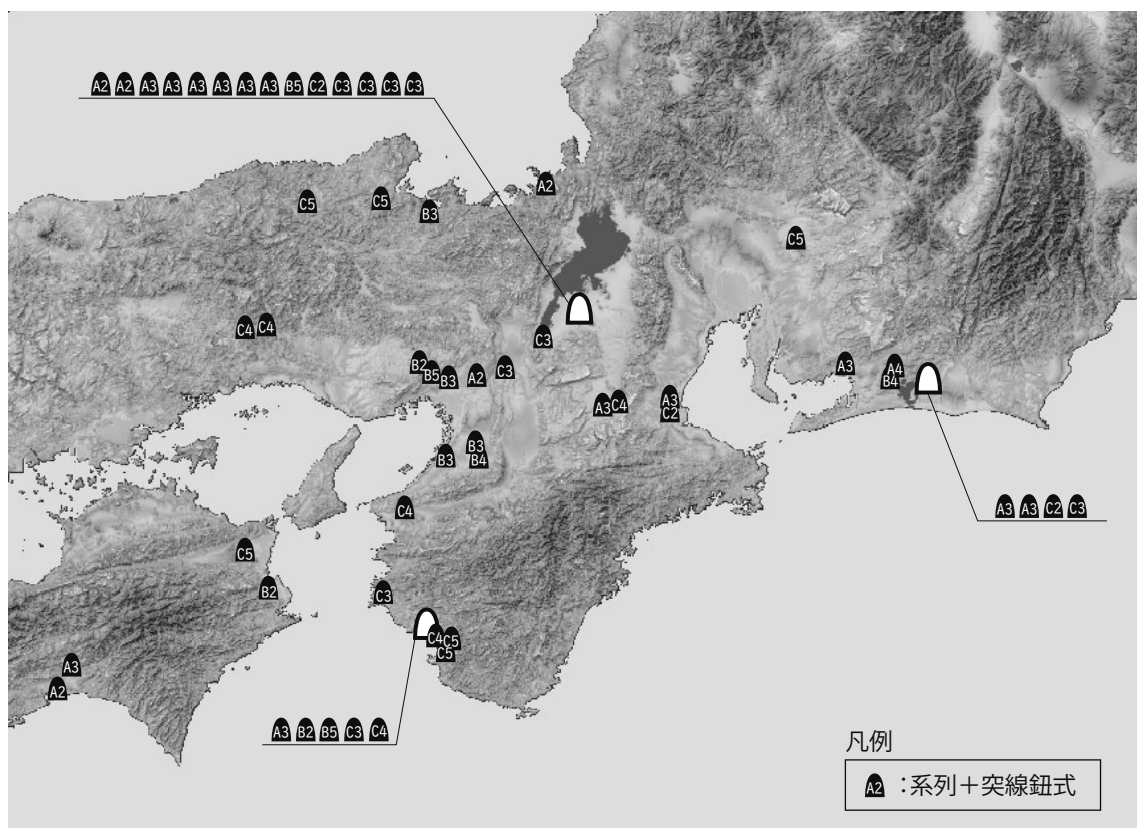 A2 A2 A3 A3 A3 A3 A3 A3 B5 C2 C3 C3 C3 C3
A2
C5
C5
B3
C5
C4
C4
C3
B2
B5
B3
A2
C3
A3
A4
B4
A3
C4
A3
C2
B3
B3
B4
C4
A3 A3 C2 C3
C5
B2
C3
C4
C5
C5
A3
A2
A3 B2 B5 C3 C4
凡例
A2 :系列+突線鈕式